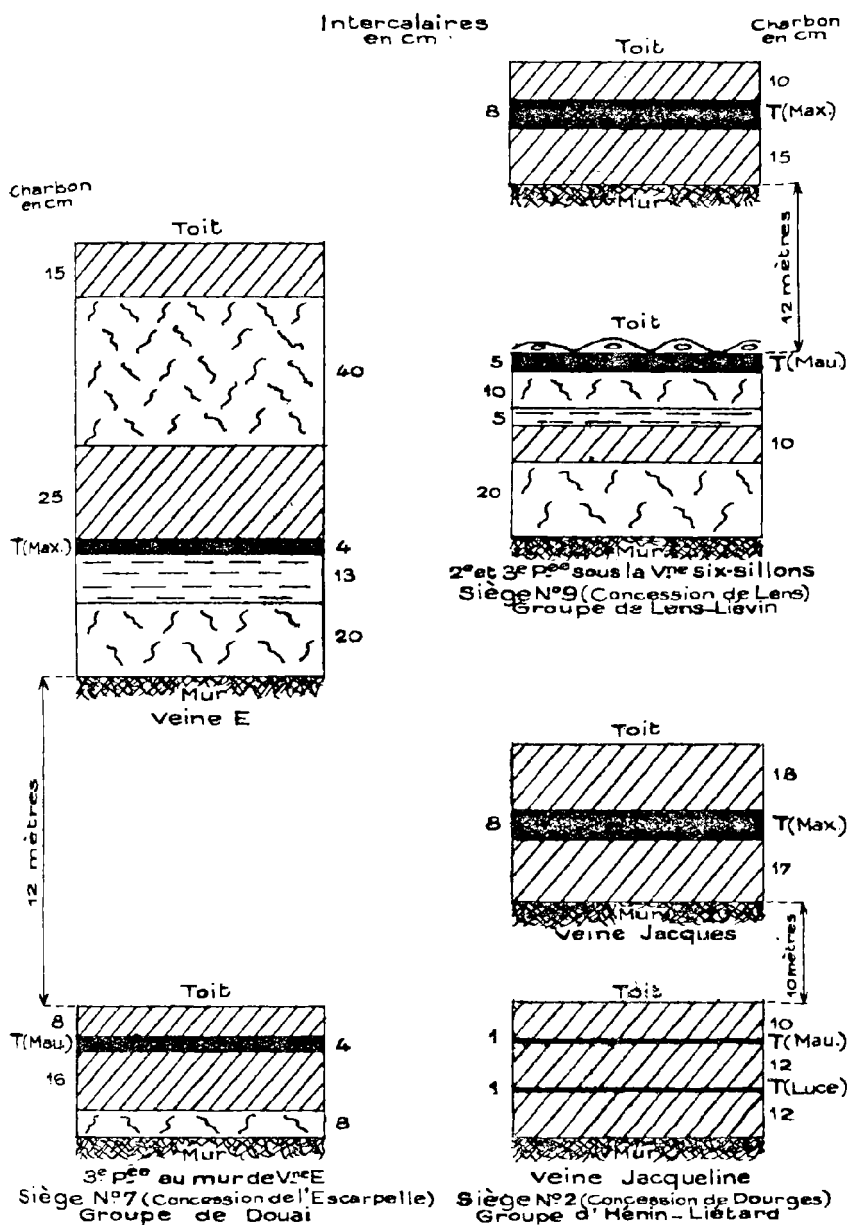 Intercalaires
en cm
Charbon
en cm
Toit
10
8
T(Max.)
15
Mur
12 mètres
Toit
5
T(Mau.)
10
5
10
20
Mur
2e et 3e Pée sous la Vne six-sillons
Siège N°9 (Concession de Lens)
Groupe de Lens-Liévin
Charbon
en cm
Toit
15
40
25
T(Max.)
4
13
20
Mur
Veine E
12 mètres
Toit
8
T(Mau.)
4
16
8
Mur
3e Pée au mur de Vne E
Siège N°7 (Concession de l'Escarpelle)
Groupe de Douai
Toit
18
8
T(Max.)
17
Mur
Veine Jacques
10 mètres
Toit
10
1
T(Mau.)
12
1
T(Luce)
12
Mur
Veine Jacqueline
Siège N°2 (Concession de Dourges)
Groupe d'Hénin-Liétard